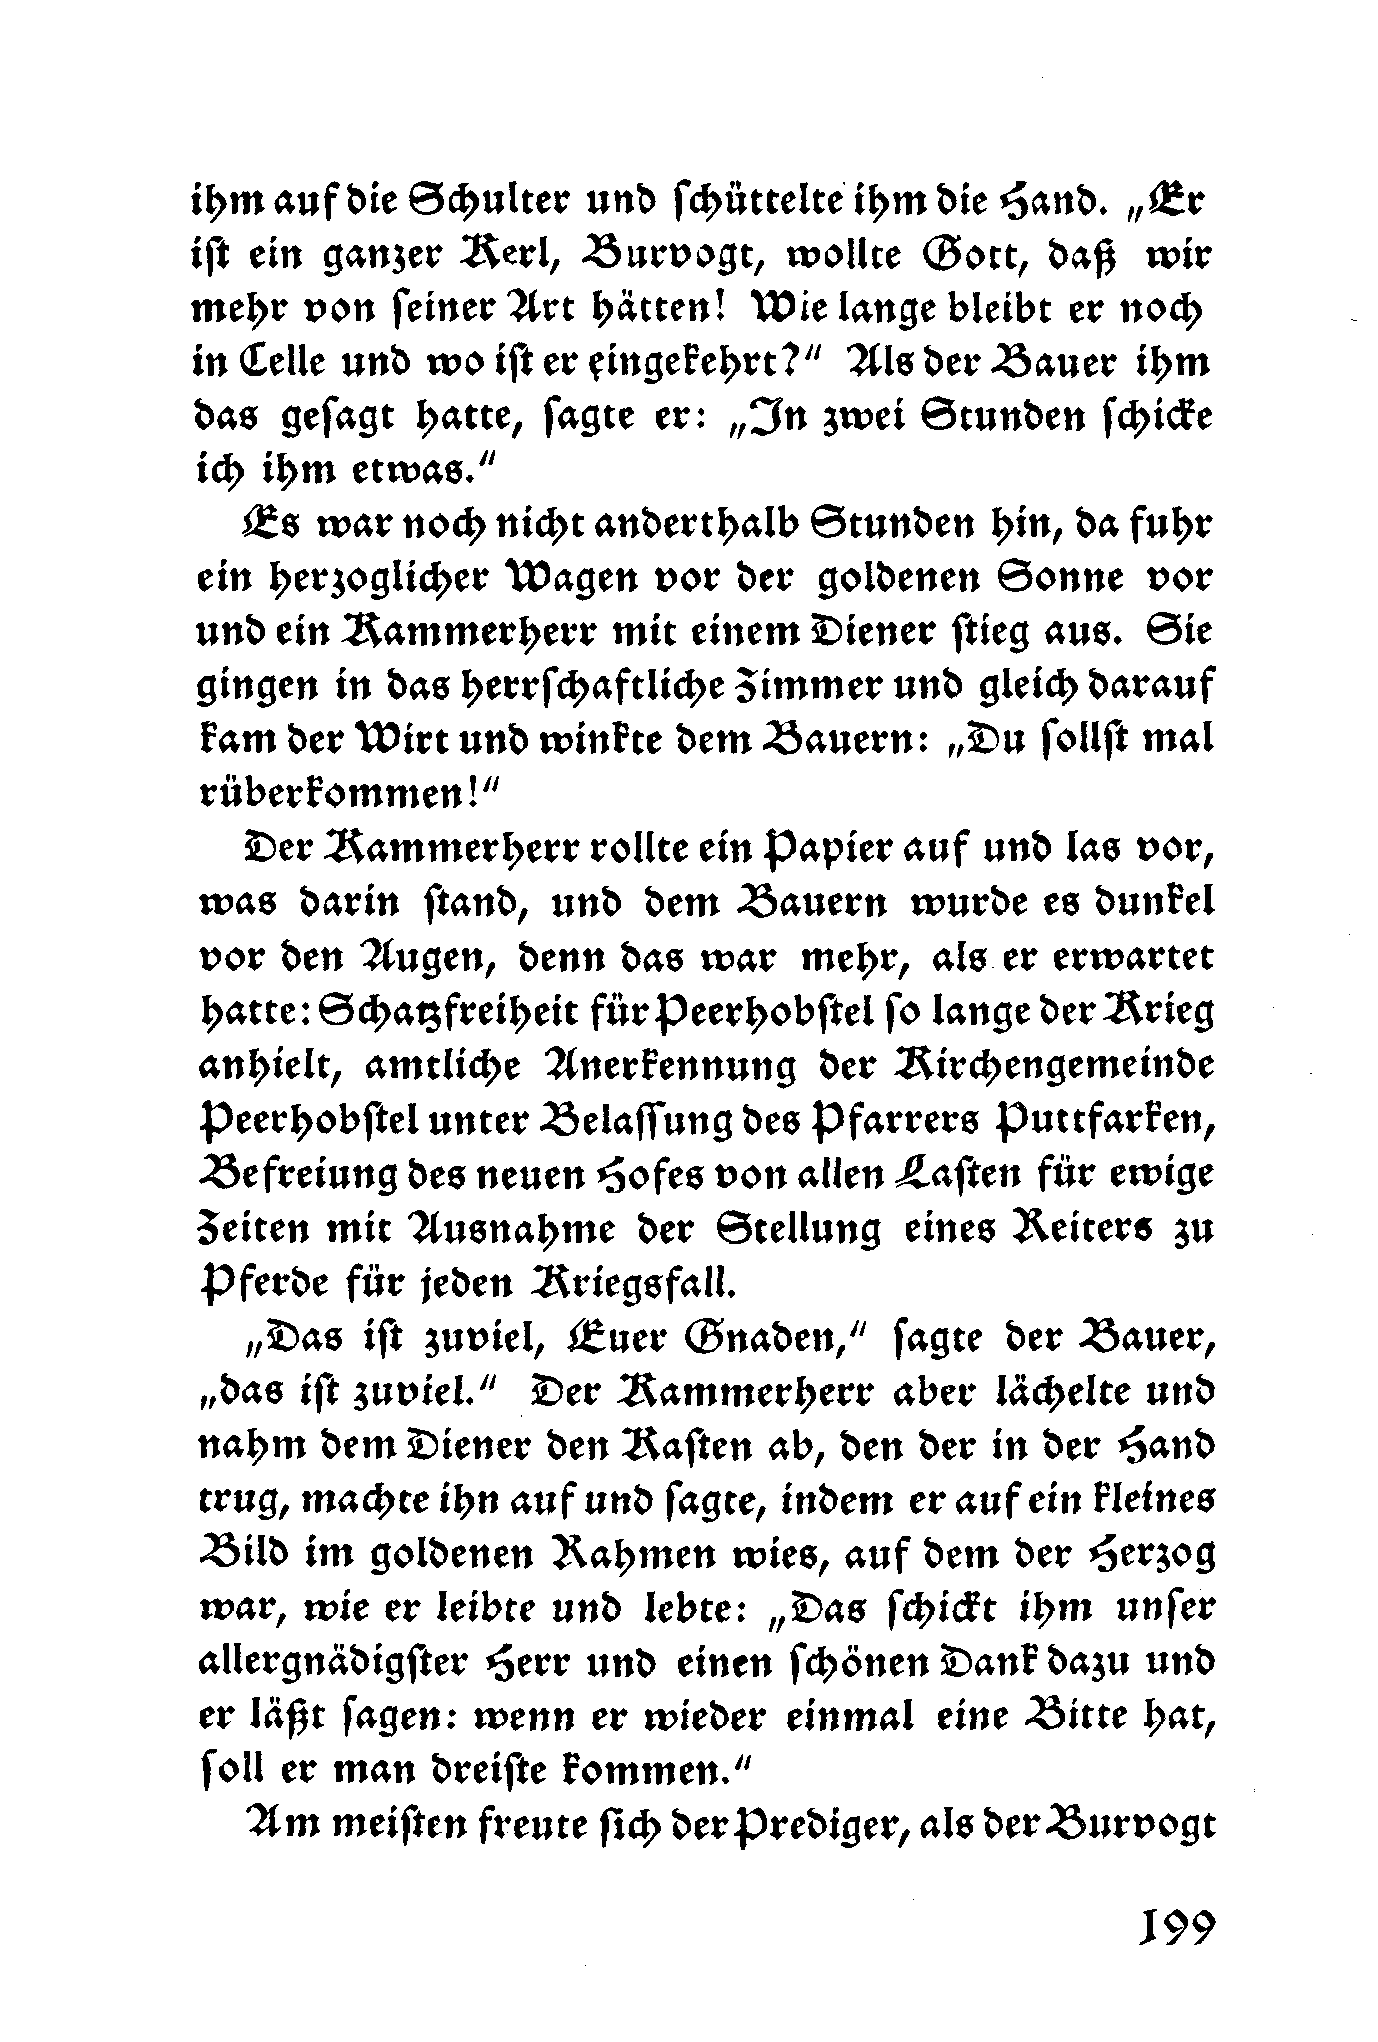 ihm auf die Schulter und ſchüttelte ihm die Hand. „Er
iſt ein ganzer Kerl, Burvogt, wollte Gott, daß wir
mehr von ſeiner Art hätten! Wie lange bleibt er noch
in Celle und wo iſt er eingekehrt?“ Als der Bauer ihm
das geſagt hatte, ſagte er: „In zwei Stunden ſchicke
ich ihm etwas.“
Es war noch nicht anderthalb Stunden hin, da fuhr
ein herzoglicher Wagen vor der goldenen Sonne vor
und ein Kammerherr mit einem Diener ſtieg aus. Sie
gingen in das herrſchaftliche Zimmer und gleich darauf
kam der Wirt und winkte dem Bauern: „Du ſollſt mal
rüberkommen!“
Der Kammerherr rollte ein Papier auf und las vor,
was darin ſtand, und dem Bauern wurde es dunkel
vor den Augen, denn das war mehr, als er erwartet
hatte: Schatzfreiheit für Peerhobſtel ſo lange der Krieg
anhielt, amtliche Anerkennung der Kirchengemeinde
Peerhobſtel unter Belaſſung des Pfarrers Puttfarken,
Befreiung des neuen Hofes von allen Laſten für ewige
Zeiten mit Ausnahme der Stellung eines Reiters zu
Pferde für jeden Kriegsfall.
„Das iſt zuviel, Euer Gnaden,“ ſagte der Bauer,
„das iſt zuviel.“ Der Kammerherr aber lächelte und
nahm dem Diener den Kaſten ab, den der in der Hand
trug, machte ihn auf und ſagte, indem er auf ein kleines
Bild im goldenen Rahmen wies, auf dem der Herzog
war, wie er leibte und lebte: „Das ſchickt ihm unſer
allergnädigſter Herr und einen ſchönen Dank dazu und
er läßt ſagen: wenn er wieder einmal eine Bitte hat,
ſoll er man dreiſte kommen.“
Am meiſten freute ſich der Prediger, als der Burvogt
199